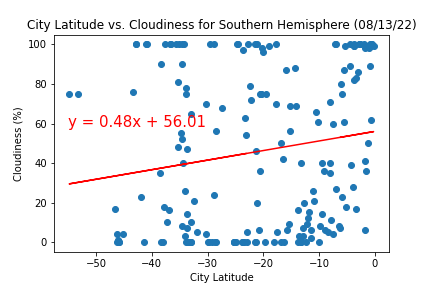 City Latitude vs. Cloudiness for Southern Hemisphere (08/13/22)
100
80
60
40
20
0
Cloudiness (%)
y = 0.48x + 56.01
−50 −40 −30 −20 −10 0
City Latitude